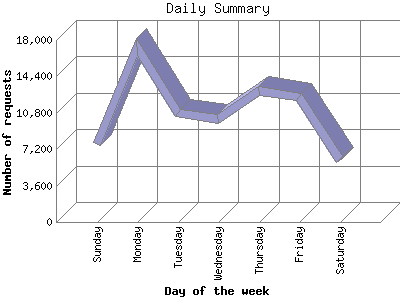 Daily Summary
18,000
14,400
10,800
7,200
3,600
0
Number of requests
Sunday
Monday
Tuesday
Wednesday
Thursday
Friday
Saturday
Day of the week